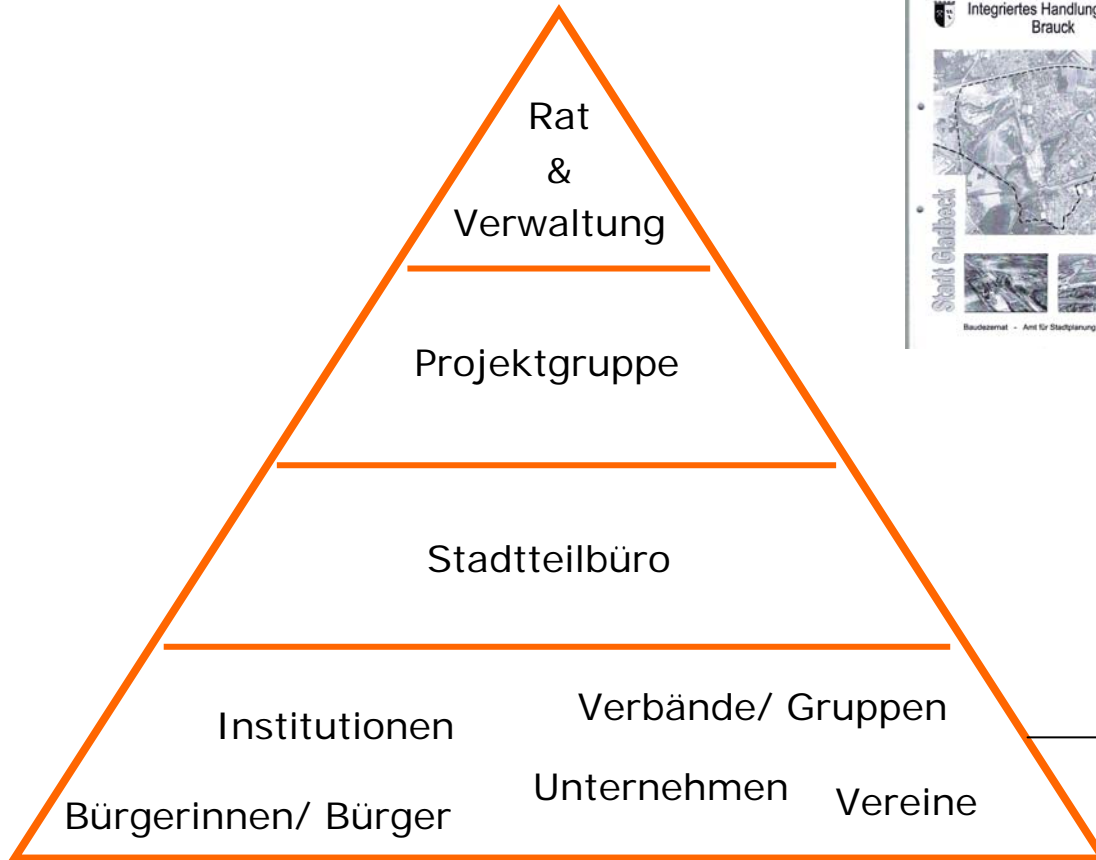 Integriertes
Brauck
Rat
&
Verwaltung
Stadt Gladbeck
Baudezernat - Amt für Stadtplanung
Projektgruppe
Stadtteilbüro
Verbände/ Gruppen
Institutionen
Unternehmen
Vereine
Bürgerinnen/ Bürger